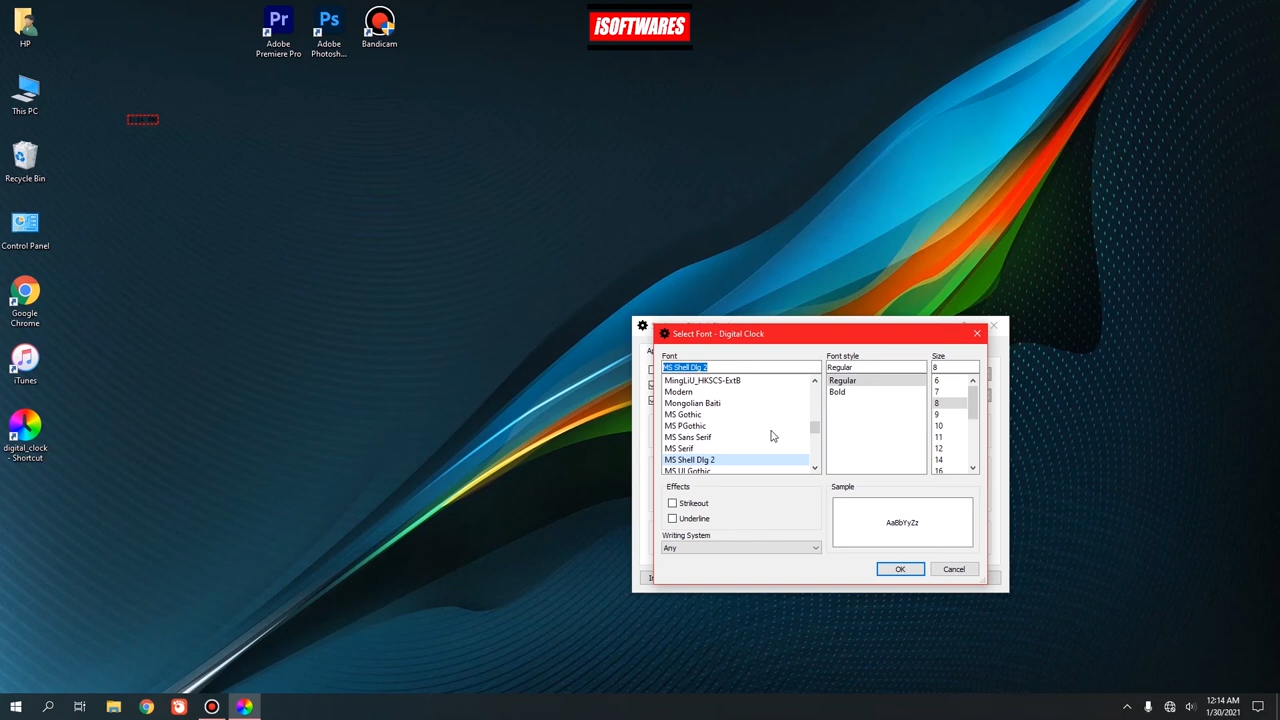 iSOFTWARES
HP
Adobe
Premiere Pro
Adobe
Photosh...
Bandicam
This PC
Recycle Bin
Control Panel
Google
Chrome
iTunes
digital_clock
- Shortcut
Select Font - Digital Clock
Font
Font style
Size
MS Shell Dlg 2
Regular
8
MingLiU_HKSCS-ExtB
Modern
Mongolian Baiti
MS Gothic
MS PGothic
MS Sans Serif
MS Serif
MS Shell Dlg 2
MS UI Gothic
Regular
Bold
6
7
8
9
10
11
12
14
16
Effects
Strikeout
Underline
Sample
AaBbYyZz
Writing System
Any
OK
Cancel
12:14 AM
1/30/2021